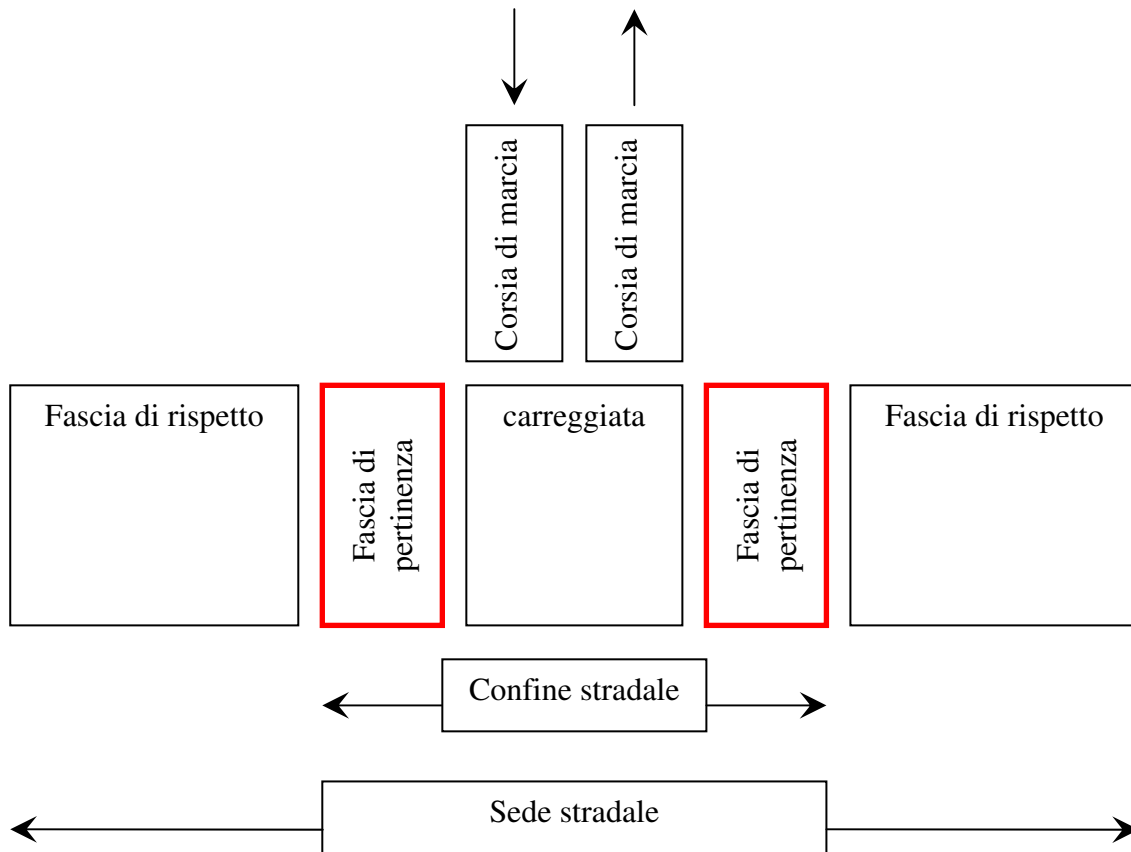 Corsia di marcia
Corsia di marcia
Fascia di rispetto
Fascia di
pertinenza
carreggiata
Fascia di
pertinenza
Fascia di rispetto
Confine stradale
Sede stradale